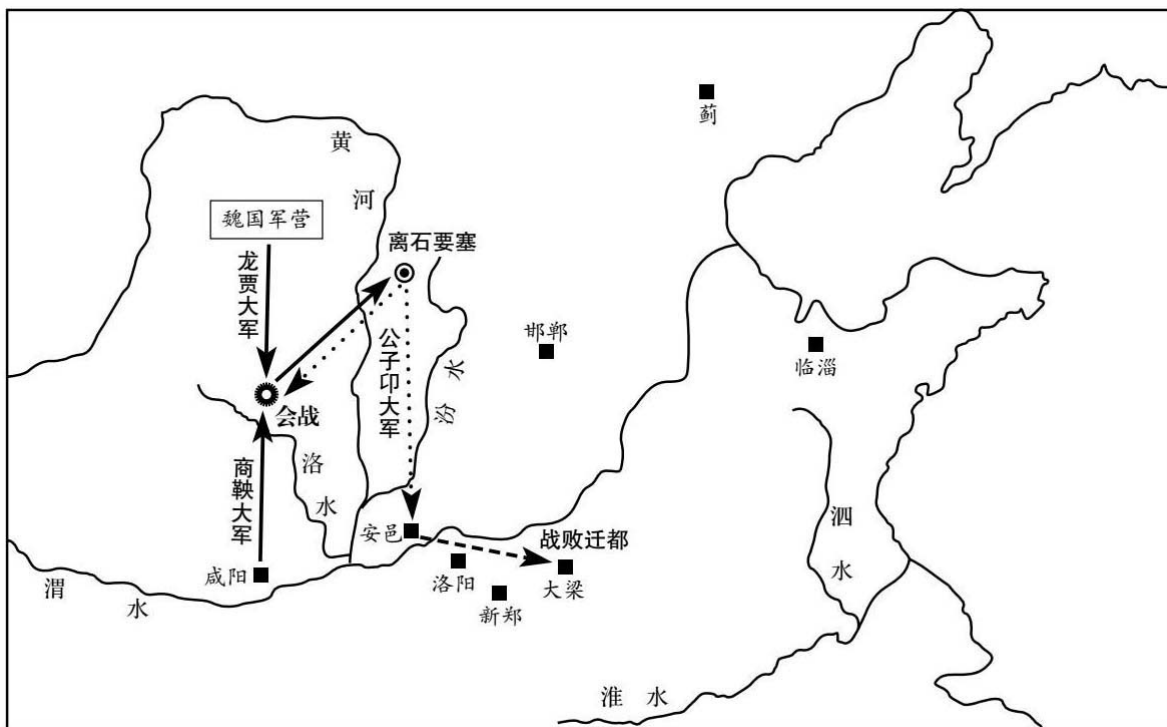 蓟
黄
河
魏国军营
离石要塞
龙贾大军
公子卬大军
汾水
邯郸
临淄
会战
洛水
商鞅大军
泗水
安邑
战败迁都
咸阳
洛阳
大梁
新郑
渭水
淮水